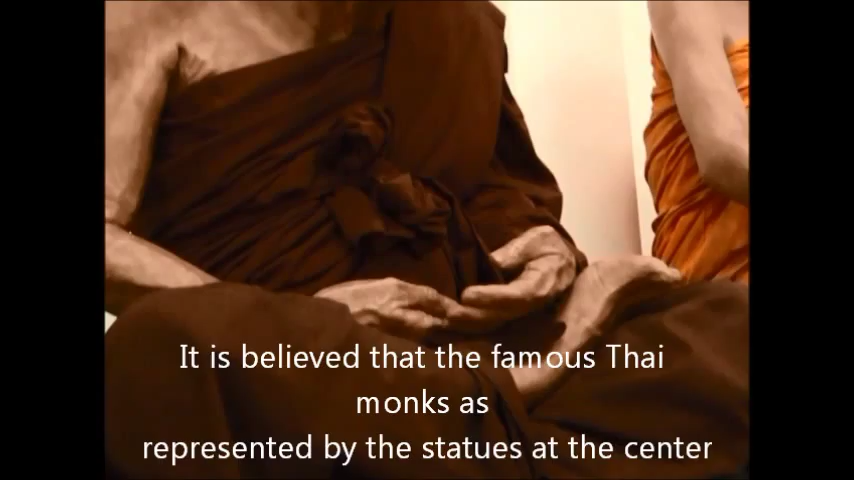 It is believed that the famous Thai
monks as
represented by the statues at the center